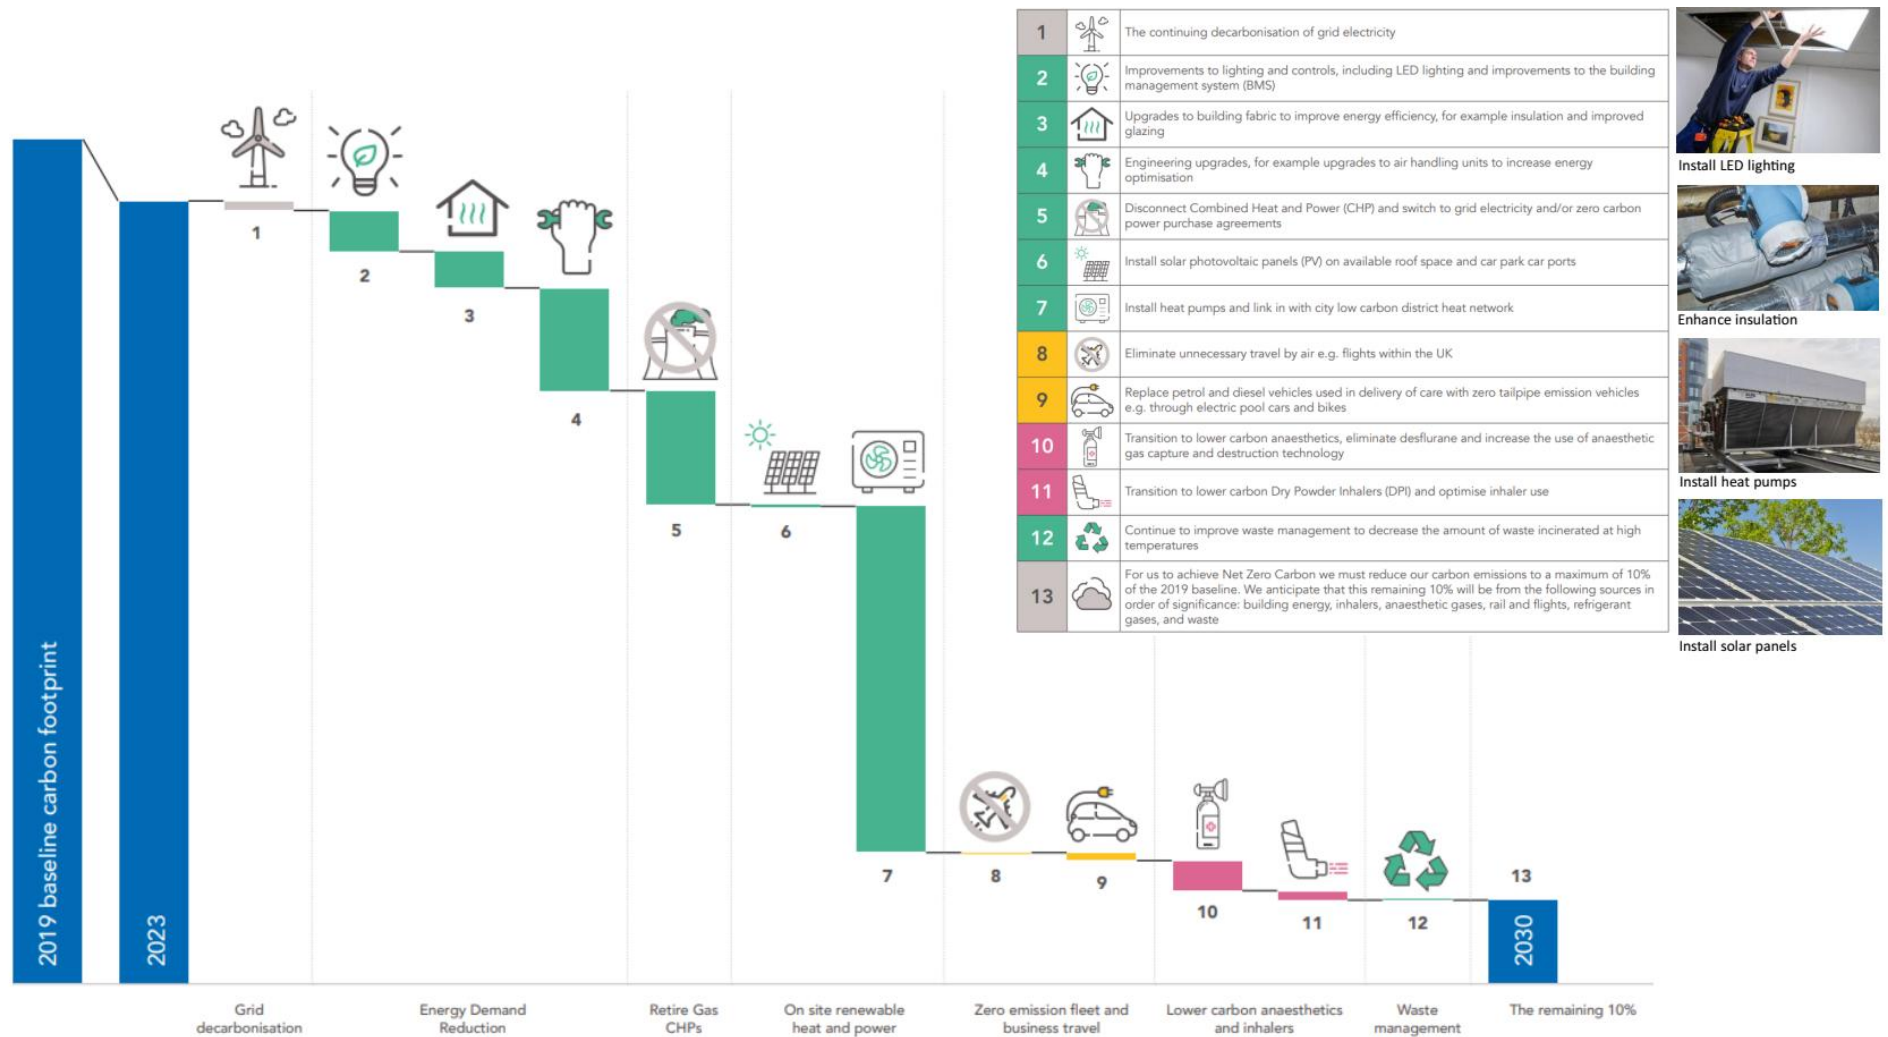 1
The continuing decarbonisation of grid electricity
2
Improvements to lighting and controls, including LED lighting and improvements to the building
management system (BMS)
3
Upgrades to building fabric to improve energy efficiency, for example insulation and improved
glazing
4
Engineering upgrades, for example upgrades to air handling units to increase energy
optimisation
5
Disconnect Combined Heat and Power (CHP) and switch to grid electricity and/or zero carbon
power purchase agreements
6
Install solar photovoltaic panels (PV) on available roof space and car park car ports
7
Install heat pumps and link in with city low carbon district heat network
8
Eliminate unnecessary travel by air e.g. flights within the UK
9
Replace petrol and diesel vehicles used in delivery of care with zero tailpipe emission vehicles
e.g. through electric pool cars and bikes
10
Transition to lower carbon anaesthetics, eliminate desflurane and increase the use of anaesthetic
gas capture and destruction technology
11
Transition to lower carbon Dry Powder Inhalers (DPI) and optimise inhaler use
12
Continue to improve waste management to decrease the amount of waste incinerated at high
temperatures
13
For us to achieve Net Zero Carbon we must reduce our carbon emissions to a maximum of 10%
of the 2019 baseline. We anticipate that this remaining 10% will be from the following sources in
order of significance: building energy, inhalers, anaesthetic gases, rail and flights, refrigerant
gases, and waste
Install LED lighting
Enhance insulation
Install heat pumps
Install solar panels
2019 baseline carbon footprint
2023
1
2
3
4
5
6
7
8
9
10
11
12
13
2030
Grid
decarbonisation
Energy Demand
Reduction
Retire Gas
CHPs
On site renewable
heat and power
Zero emission fleet and
business travel
Lower carbon anaesthetics
and inhalers
Waste
management
The remaining 10%